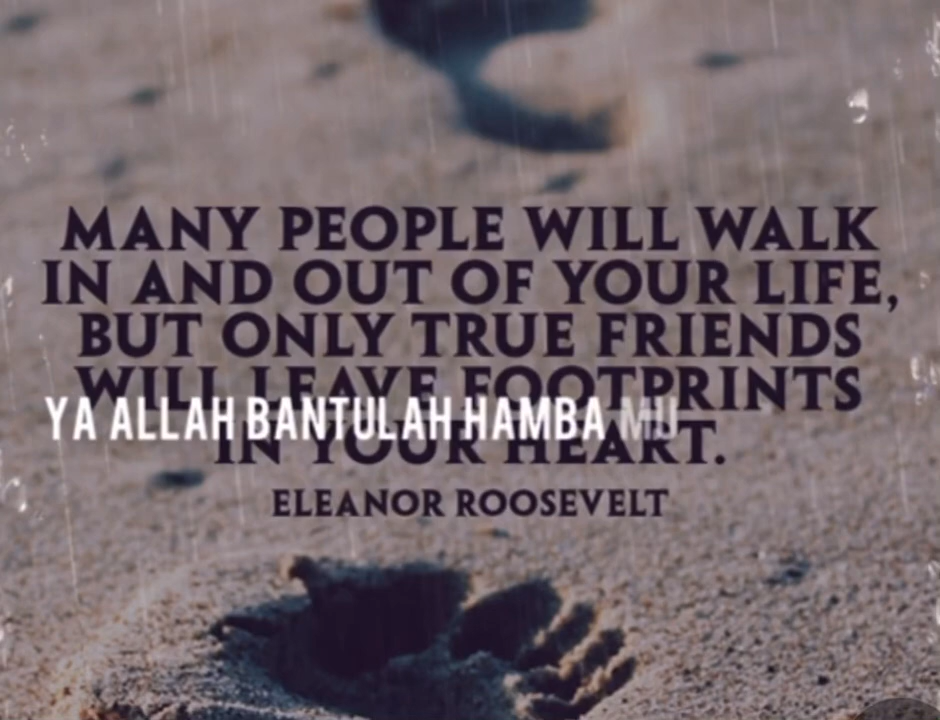 MANY PEOPLE WILL WALK
IN AND OUT OF YOUR LIFE,
BUT ONLY TRUE FRIENDS
WILL LEAVE FOOTPRINTS
YA ALLAH BANTULAH HAMBA MU
IN YOUR HEART.
ELEANOR ROOSEVELT